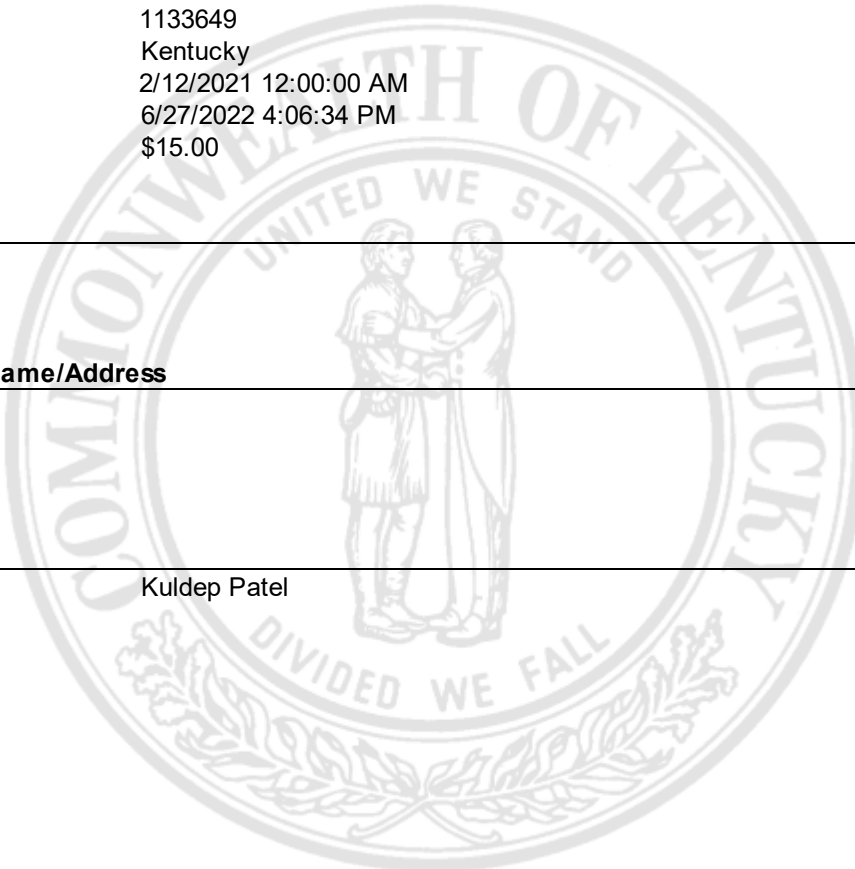 1133649
Kentucky
2/12/2021 12:00:00 AM
6/27/2022 4:06:34 PM
$15.00
COMMONWEALTH OF KENTUCKY
UNITED WE STAND
ame/Address
Kuldep Patel
DIVIDED WE FALL